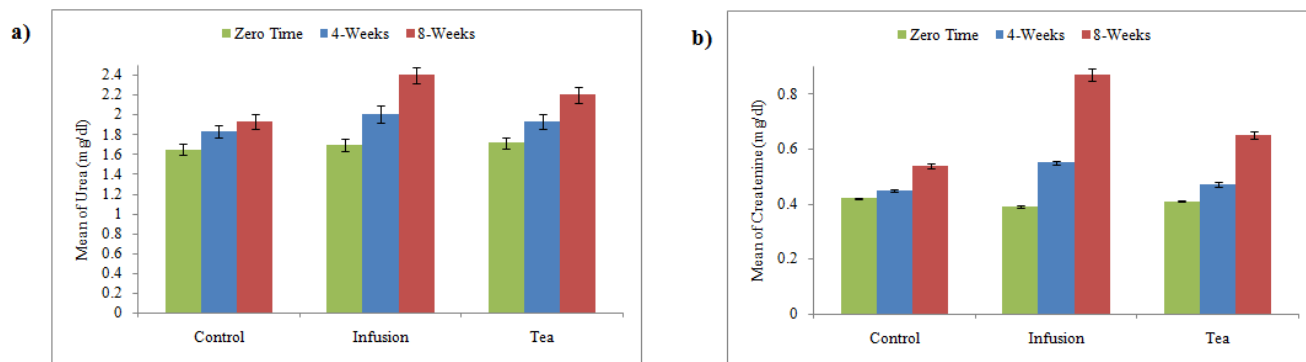 a)
Zero Time 4-Weeks 8-Weeks
Mean of Urea (mg/dl)
2.4
2.2
2
1.8
1.6
1.4
1.2
1
0.8
0.6
0.4
0.2
0
Control Infusion Tea
b)
Zero Time 4-Weeks 8-Weeks
Mean of Createnine (mg/dl)
0.8
0.6
0.4
0.2
0
Control Infusion Tea